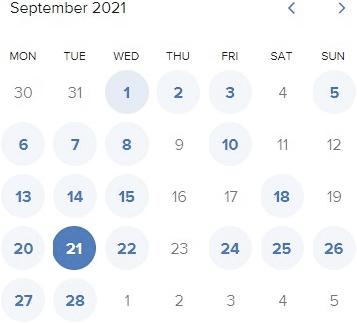 September 2021
MON TUE WED THU FRI SAT SUN
30 31 1 2 3 4 5
6 7 8 9 10 11 12
13 14 15 16 17 18 19
20 21 22 23 24 25 26
27 28 1 2 3 4 5